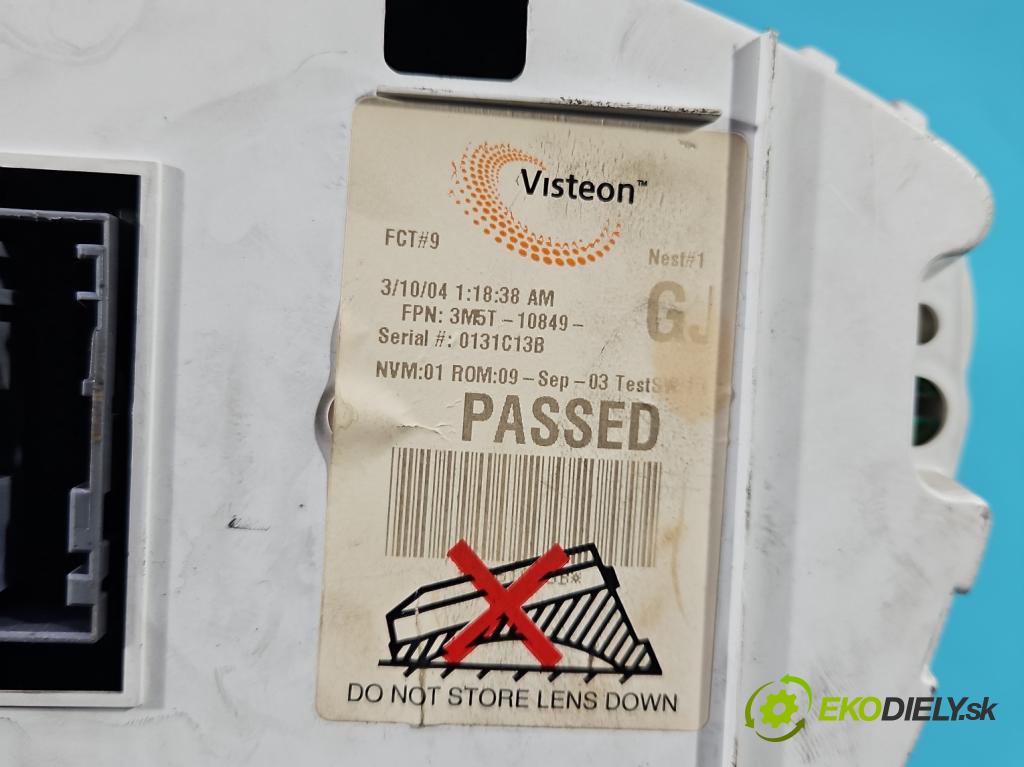 Visteon™
FCT#9
Nest#1
3/10/04 1:18:38 AM
GJ
FPN: 3M5T-10849-
Serial #: 0131C13B
NVM:01 ROM:09-Sep-03
PASSED
DO NOT STORE LENS DOWN
EKODIELY.sk